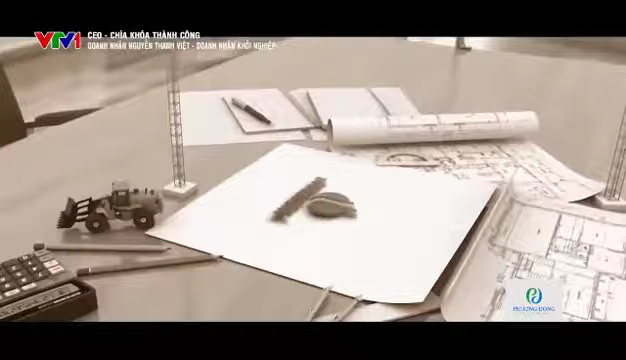 VTV1
CEO - CHÌA KHÓA THÀNH CÔNG
DOANH NHÂN NGUYỄN THANH VIỆT - DOANH NHÂN KHỞI NGHIỆP
PHƯƠNG ĐÔNG